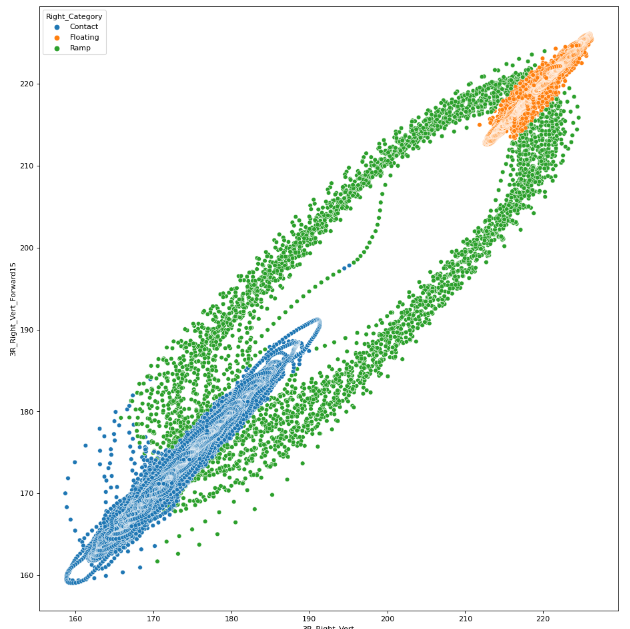 Right_Category
Contact
Floating
Ramp
220
210
200
190
180
170
160
3R_Right_Vert_Forward15
160
170
180
190
200
210
220
3R_Right_Vert